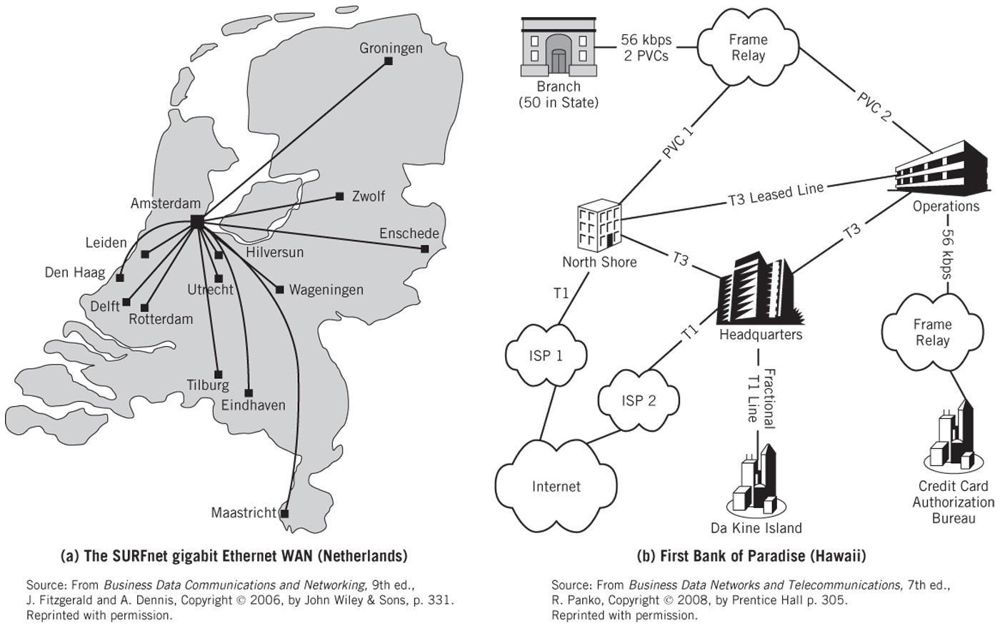 Groningen
Zwolf
Amsterdam
Enschede
Leiden
Hilversun
Den Haag
Utrecht
Wageningen
Delft
Rotterdam
Tilburg
Eindhaven
Maastricht
(a) The SURFnet gigabit Ethernet WAN (Netherlands)
Source: From Business Data Communications and Networking, 9th ed.,
J. Fitzgerald and A. Dennis, Copyright © 2006, by John Wiley & Sons, p. 331.
Reprinted with permission.
56 kbps
2 PVCs
Frame
Relay
Branch
(50 in State)
PVC 2
PVC 1
T3 Leased Line
Operations
North Shore
T3
T3
56 kbps
T1
Headquarters
T1
Frame
Relay
ISP 1
ISP 2
Fractional
T1 Line
Internet
Credit Card
Authorization
Bureau
Da Kine Island
(b) First Bank of Paradise (Hawaii)
Source: From Business Data Networks and Telecommunications, 7th ed.,
R. Panko, Copyright © 2008, by Prentice Hall p. 305.
Reprinted with permission.